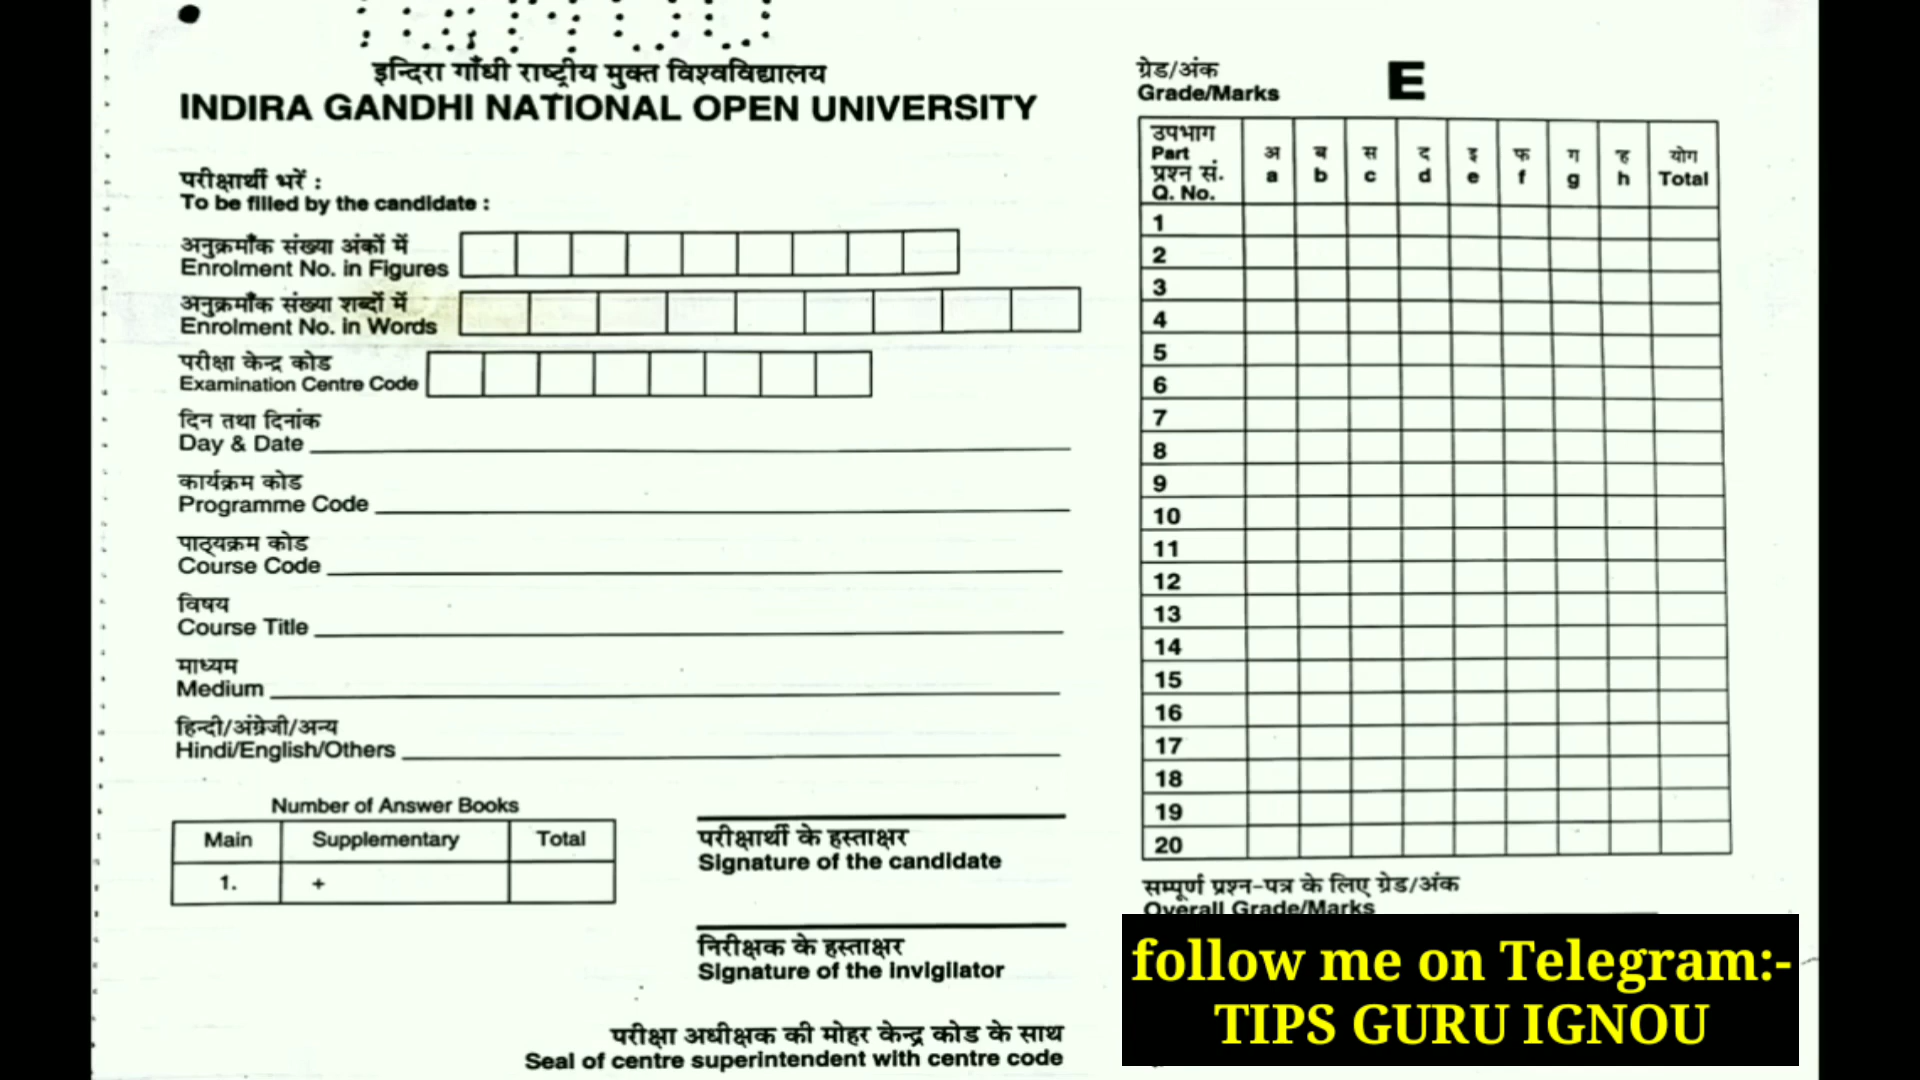 इन्दिरा गाँधी राष्ट्रीय मुक्त विश्वविद्यालय
INDIRA GANDHI NATIONAL OPEN UNIVERSITY
परीक्षार्थी भरें :
To be filled by the candidate :
अनुक्रमाँक संख्या अंकों में
Enrolment No. in Figures
अनुक्रमाँक संख्या शब्दों में
Enrolment No. in Words
परीक्षा केन्द्र कोड
Examination Centre Code
दिन तथा दिनांक
Day & Date
कार्यक्रम कोड
Programme Code
पाठ्यक्रम कोड
Course Code
विषय
Course Title
माध्यम
Medium
हिन्दी/अंग्रेजी/अन्य
Hindi/English/Others
Number of Answer Books
Main Supplementary Total
1. +
परीक्षार्थी के हस्ताक्षर
Signature of the candidate
निरीक्षक के हस्ताक्षर
Signature of the invigilator
परीक्षा अधीक्षक की मोहर केन्द्र कोड के साथ
Seal of centre superintendent with centre code
ग्रेड/अंक
Grade/Marks E
उपभाग
Part
प्रश्न सं.
Q. No.
अ ब स द इ फ ग ह योग
a b c d e f g h Total
1
2
3
4
5
6
7
8
9
10
11
12
13
14
15
16
17
18
19
20
सम्पूर्ण प्रश्न-पत्र के लिए ग्रेड/अंक
Overall Grade/Marks
follow me on Telegram:-
TIPS GURU IGNOU